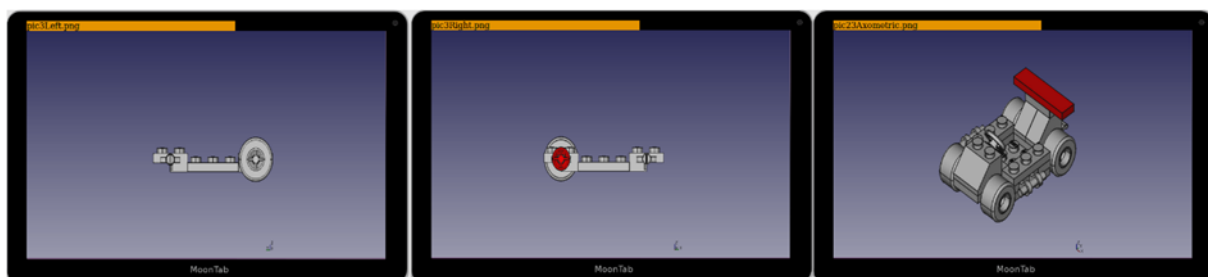 pic3Left.png
pic3Right.png
pic23Axometric.png
MoonTab
MoonTab
MoonTab